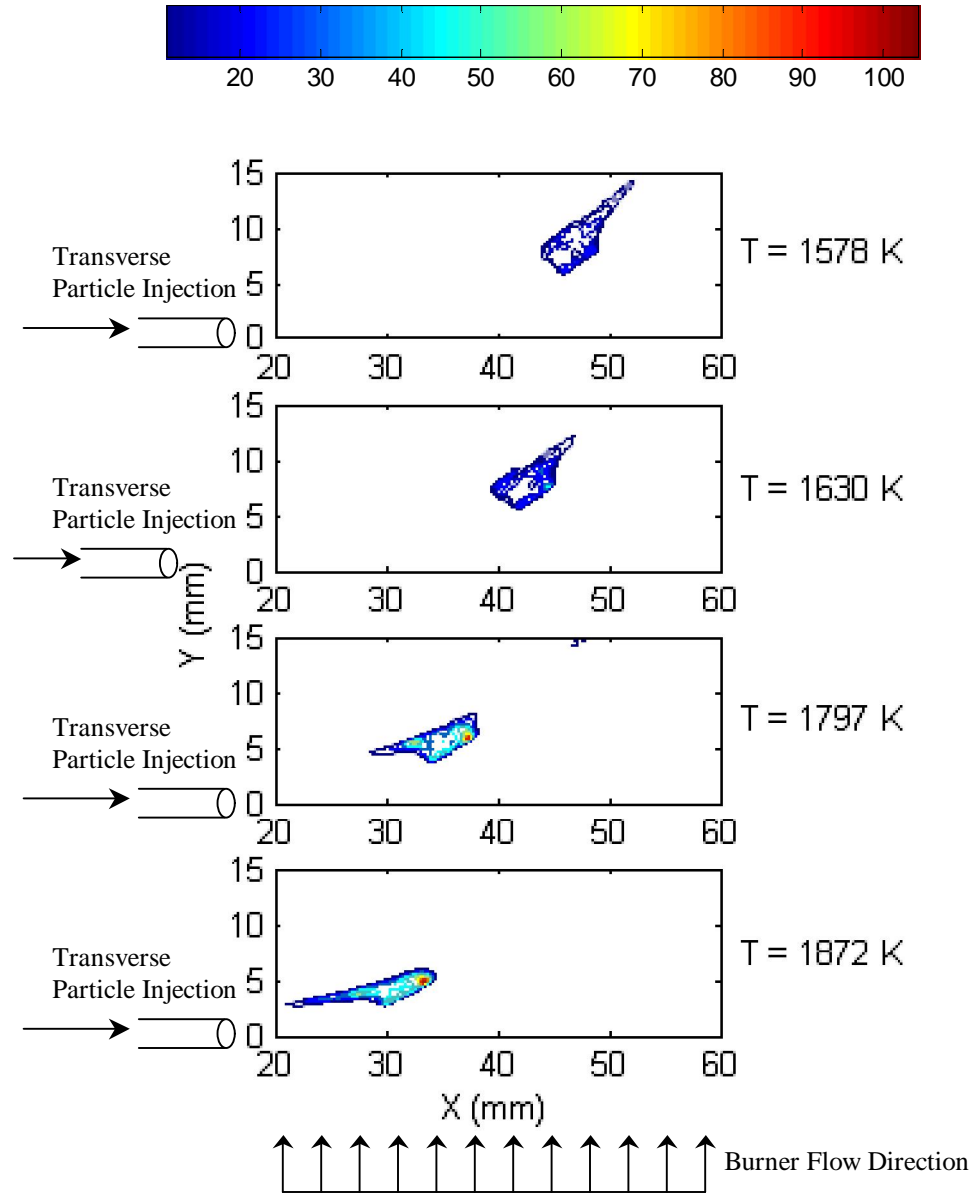 20 30 40 50 60 70 80 90 100
15
10
5
0
20 30 40 50 60
Transverse
Particle Injection
T = 1578 K
15
10
5
0
20 30 40 50 60
Transverse
Particle Injection
T = 1630 K
Y (mm)
15
10
5
0
20 30 40 50 60
Transverse
Particle Injection
T = 1797 K
15
10
5
0
20 30 40 50 60
Transverse
Particle Injection
T = 1872 K
X (mm)
Burner Flow Direction